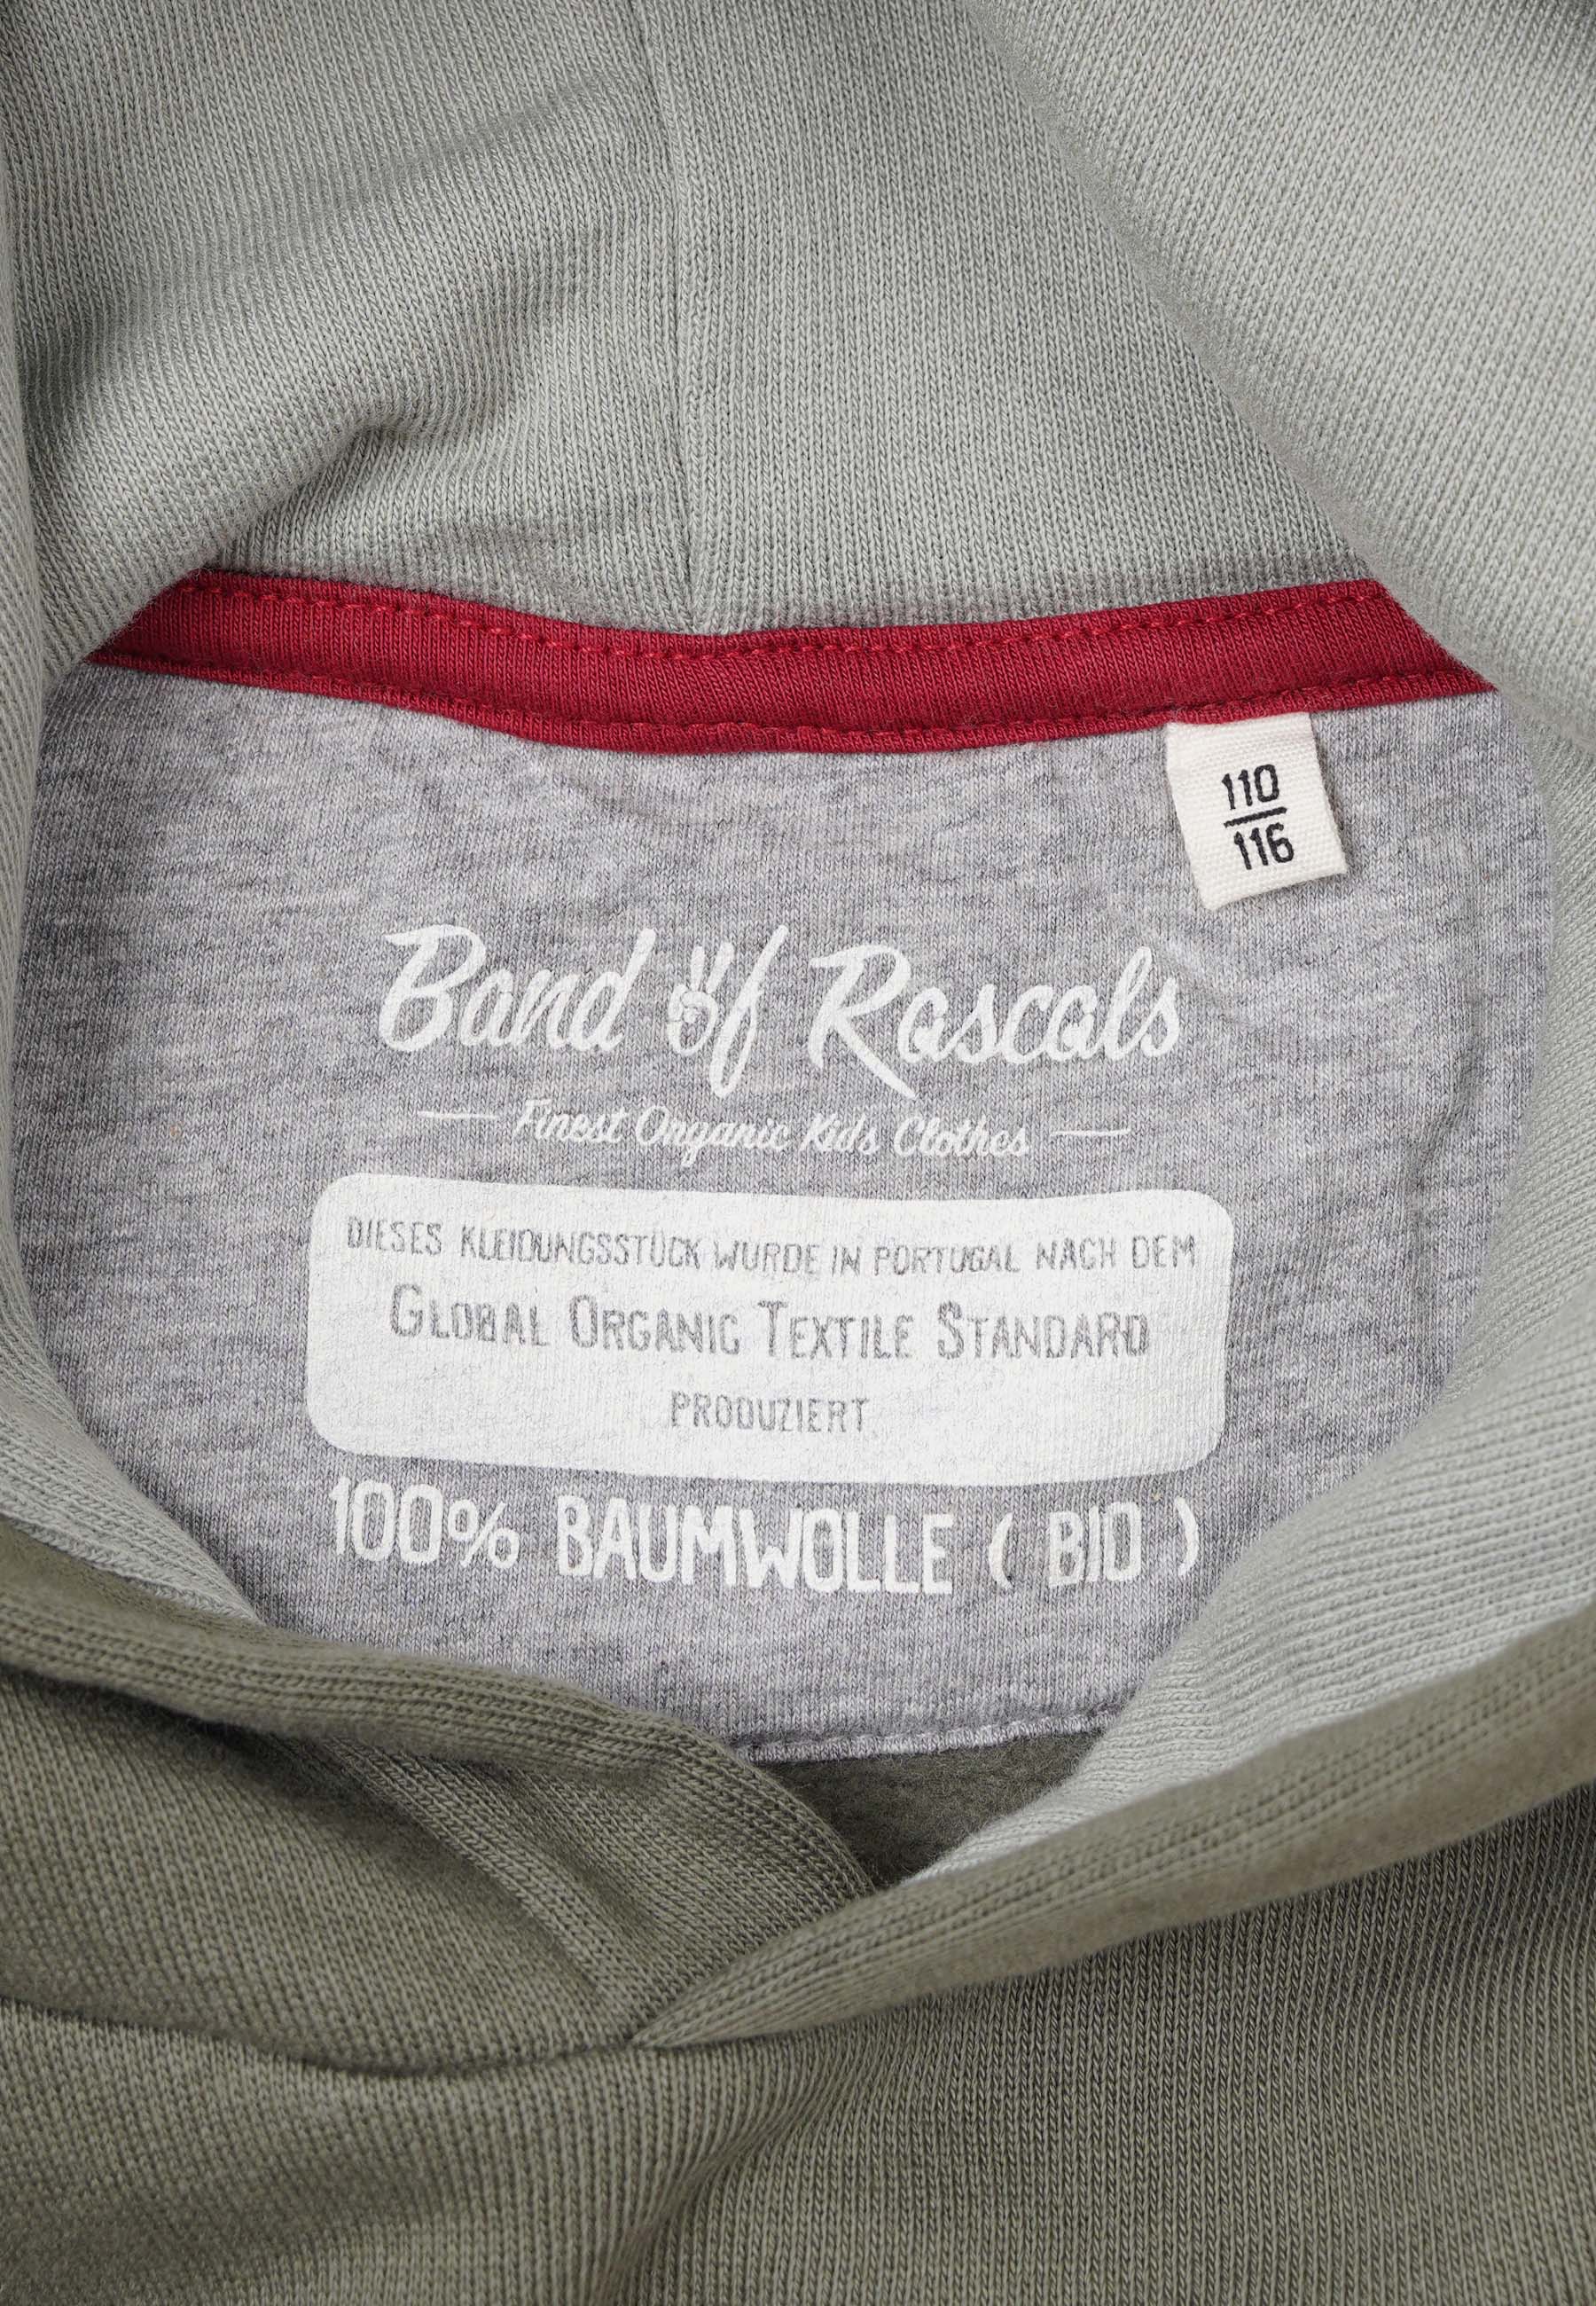 110
116
Band of Rascals
Finest Organic Kids Clothes
DIESES KLEIDUNGSSTÜCK WURDE IN PORTUGAL NACH DEM
GLOBAL ORGANIC TEXTILE STANDARD
PRODUZIERT
100% BAUMWOLLE ( BIO )